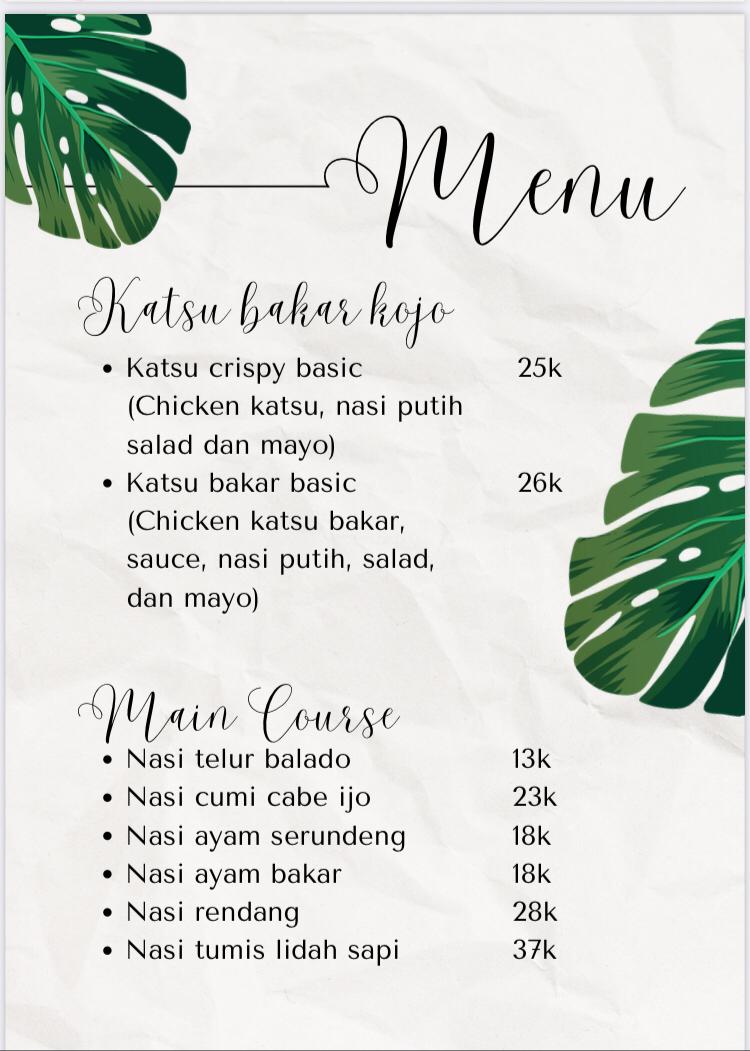 Menu
Katsu bakar kojo
• Katsu crispy basic 25k
(Chicken katsu, nasi putih
salad dan mayo)
• Katsu bakar basic 26k
(Chicken katsu bakar,
sauce, nasi putih, salad,
dan mayo)
Main Course
• Nasi telur balado 13k
• Nasi cumi cabe ijo 23k
• Nasi ayam serundeng 18k
• Nasi ayam bakar 18k
• Nasi rendang 28k
• Nasi tumis lidah sapi 37k